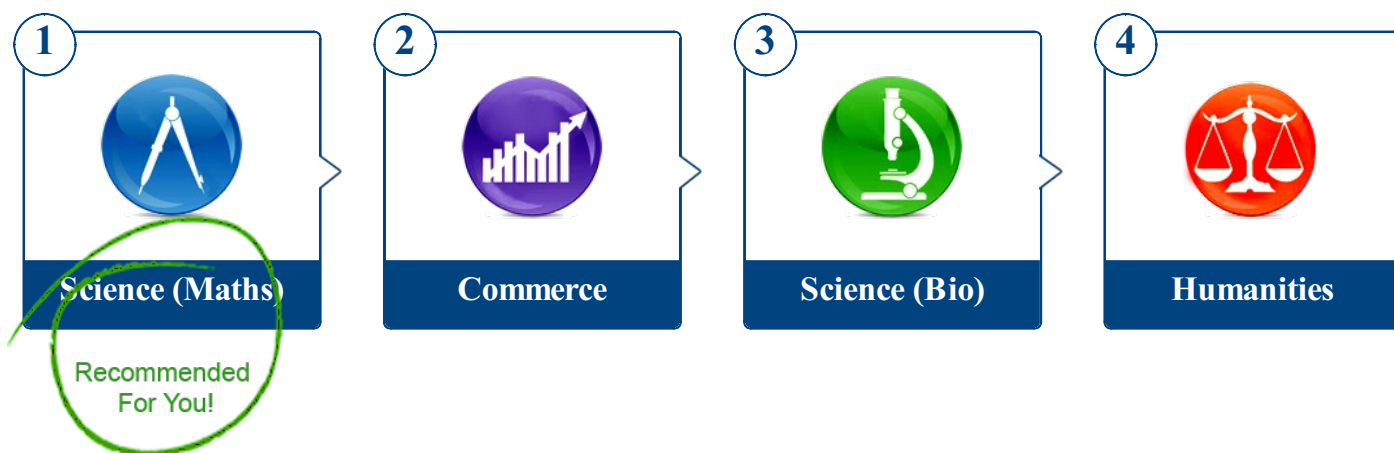 1 2 3 4
Science (Maths) Commerce Science (Bio) Humanities
Recommended
For You!